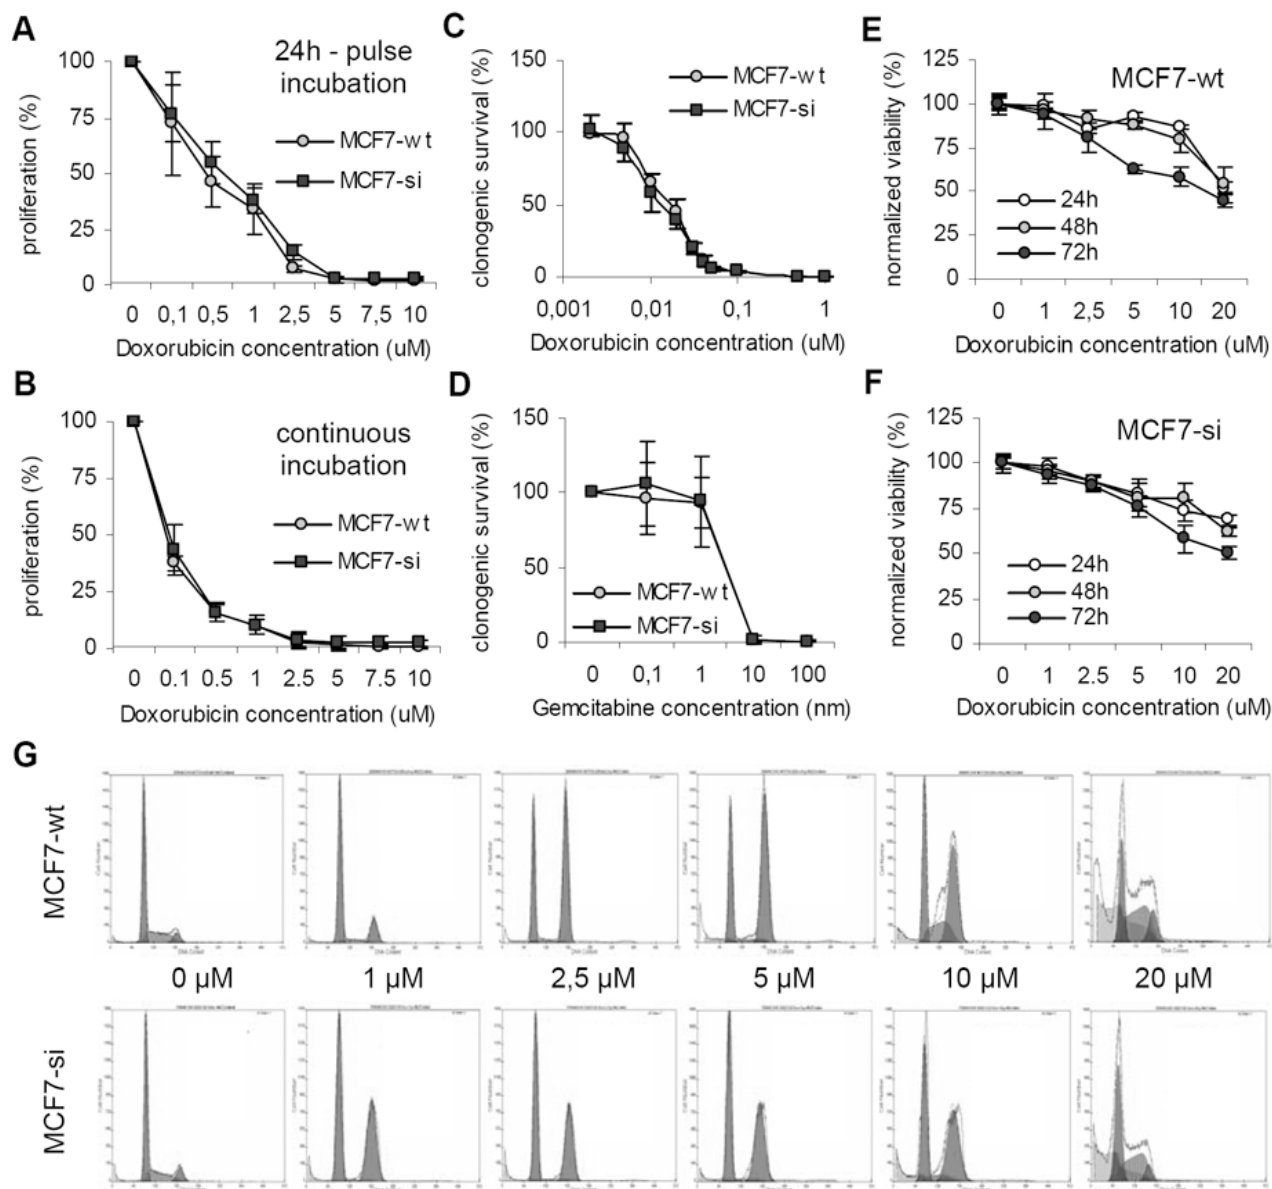 A
24h - pulse
incubation
proliferation (%)
100
75
50
25
0
MCF7-wt
MCF7-si
0 0,1 0,5 1 2,5 5 7,5 10
Doxorubicin concentration (uM)
B
continuous
incubation
proliferation (%)
100
75
50
25
0
MCF7-wt
MCF7-si
0 0.1 0.5 1 2.5 5 7.5 10
Doxorubicin concentration (uM)
C
clonogenic survival (%)
150
100
50
0
MCF7-wt
MCF7-si
0,001 0,01 0,1 1
Doxorubicin concentration (uM)
D
clonogenic survival (%)
150
100
50
0
MCF7-wt
MCF7-si
0 0,1 1 10 100
Gemcitabine concentration (nm)
E
MCF7-wt
normalized viability (%)
125
100
75
50
25
0
24h
48h
72h
0 1 2,5 5 10 20
Doxorubicin concentration (uM)
F
MCF7-si
normalized viability (%)
125
100
75
50
25
0
24h
48h
72h
0 1 2.5 5 10 20
Doxorubicin concentration (uM)
G
MCF7-wt
0 µM 1 µM 2,5 µM 5 µM 10 µM 20 µM
MCF7-si